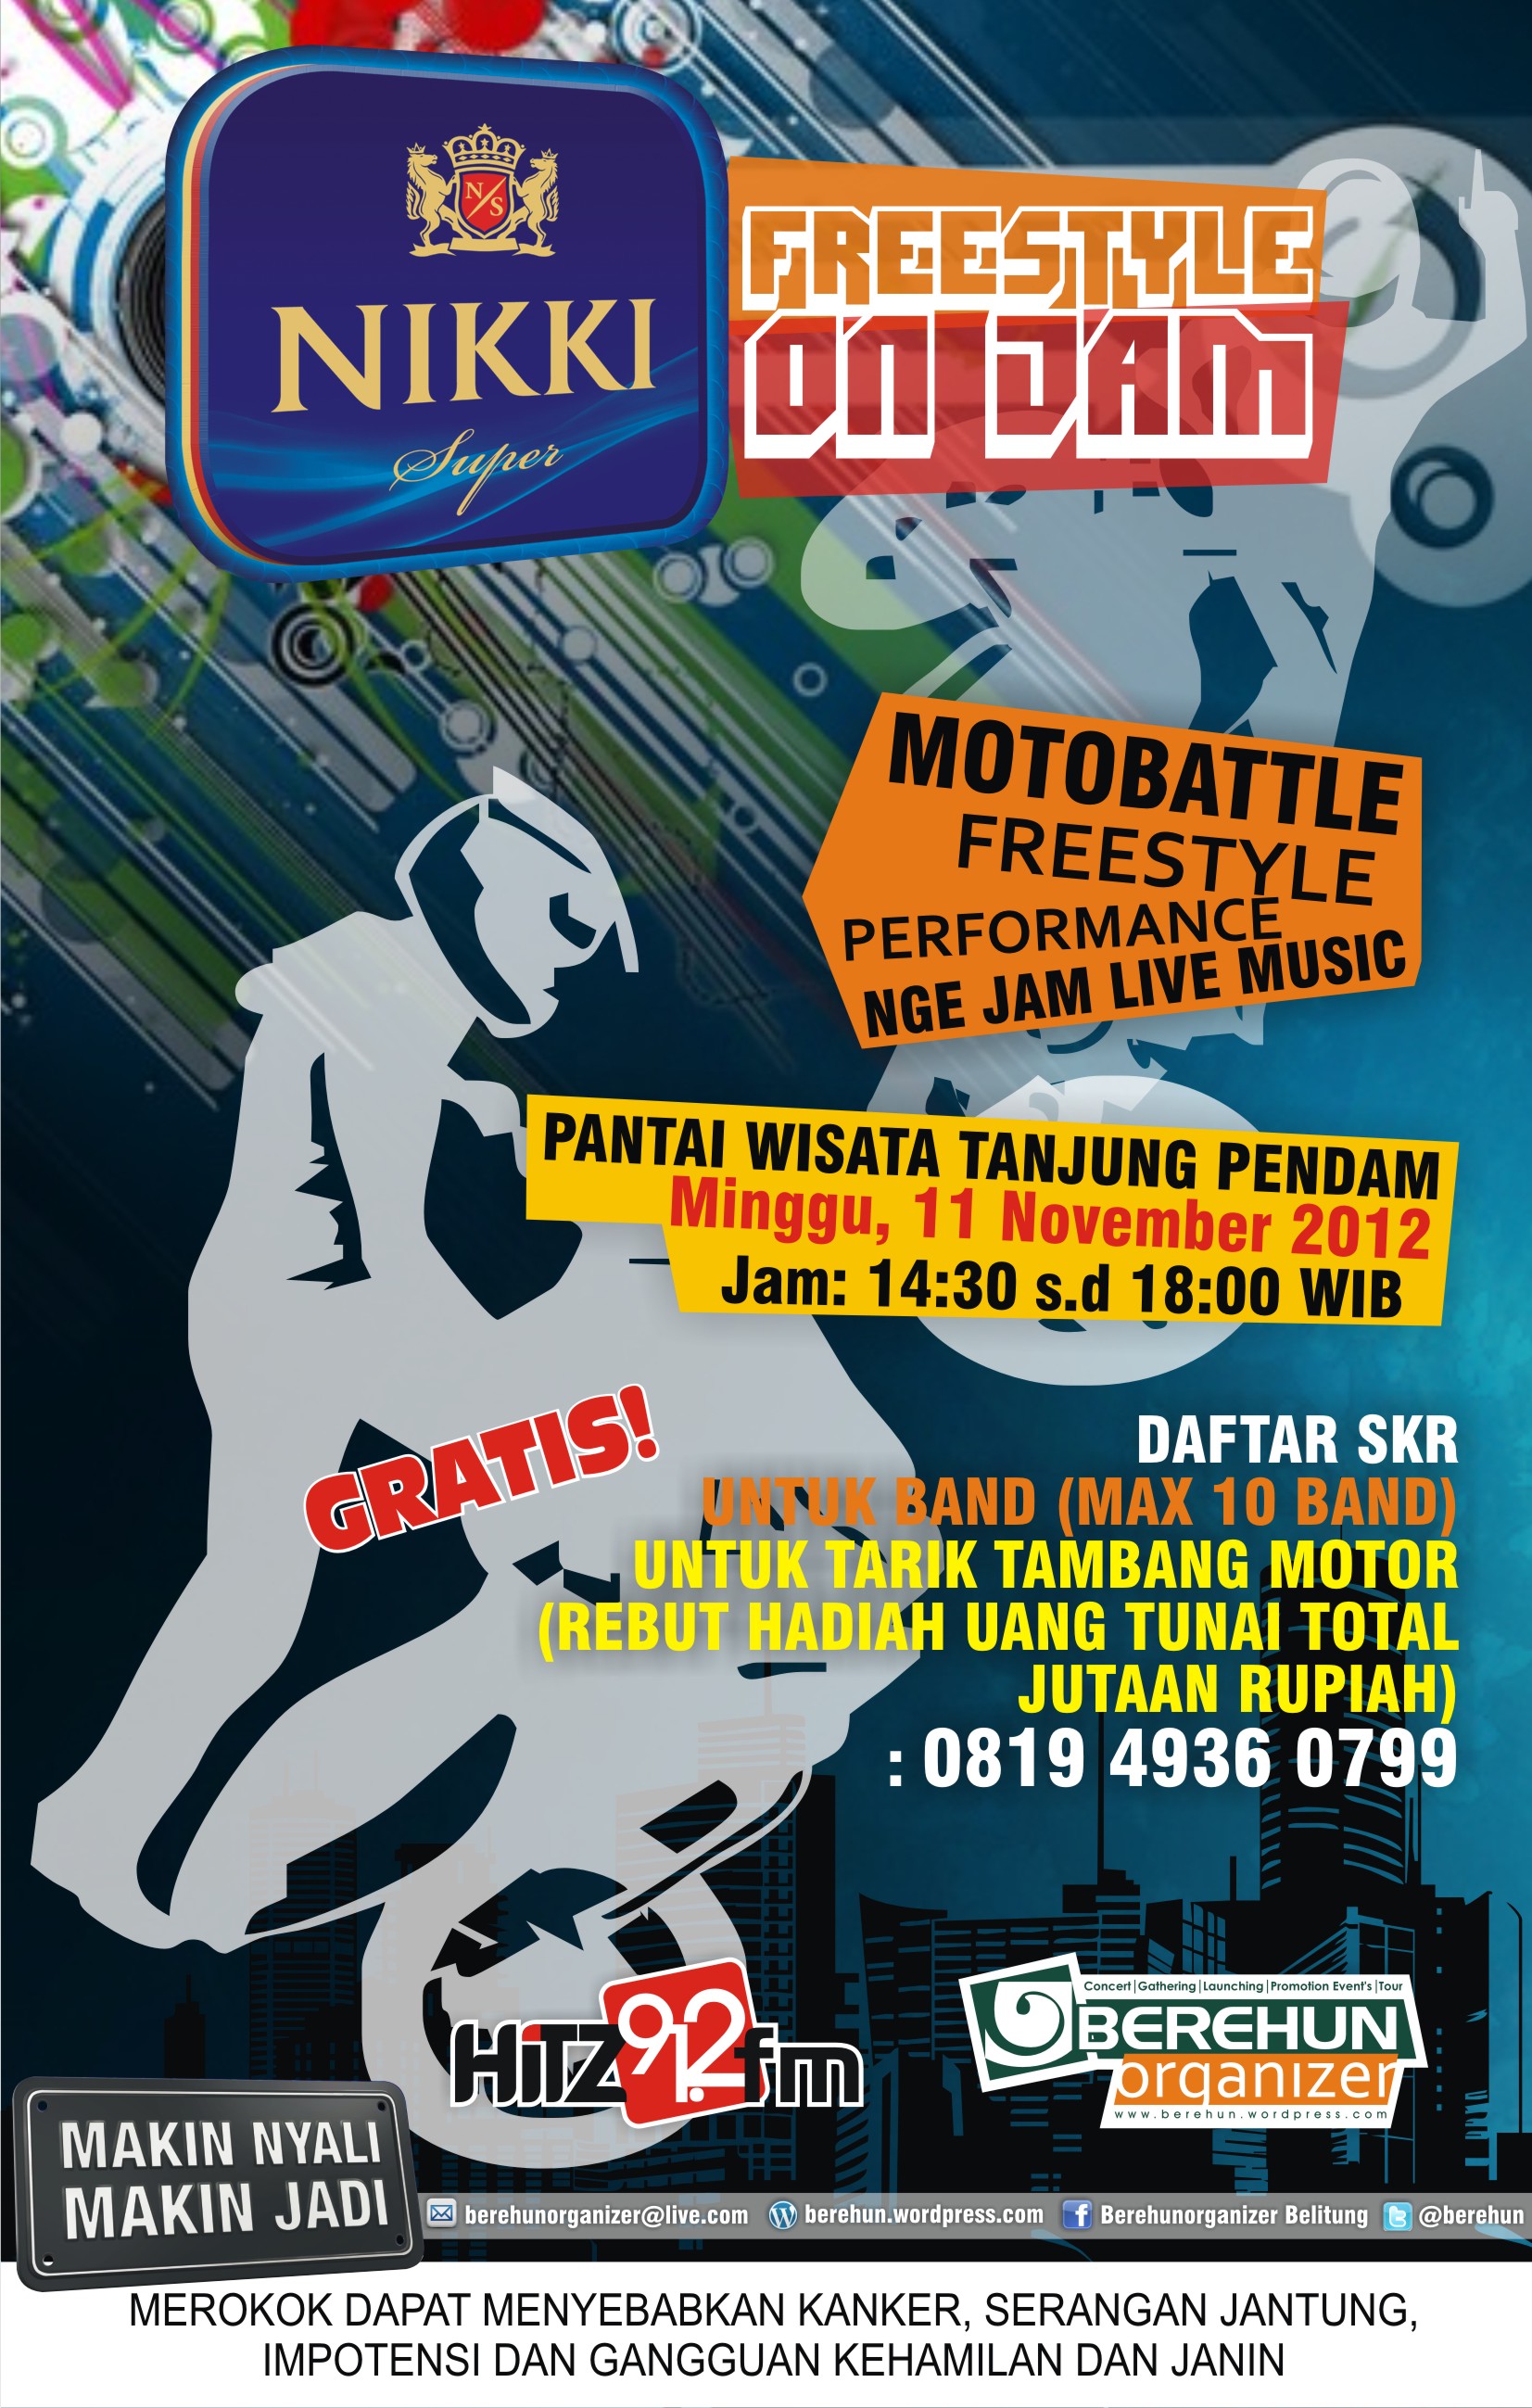 N/S
NIKKI
Super
FREESTYLE
ON JAM
MOTOBATTLE
FREESTYLE
PERFORMANCE
NGE JAM LIVE MUSIC
PANTAI WISATA TANJUNG PENDAM
Minggu, 11 November 2012
Jam: 14:30 s.d 18:00 WIB
GRATIS!
DAFTAR SKR
UNTUK BAND (MAX 10 BAND)
UNTUK TARIK TAMBANG MOTOR
(REBUT HADIAH UANG TUNAI TOTAL
JUTAAN RUPIAH)
: 0819 4936 0799
HiTZ 91.2 fm
Concert | Gathering | Launching | Promotion Event's | Tour
BEREHUN
organizer
www.berehun.wordpress.com
MAKIN NYALI
MAKIN JADI
berehunorganizer@live.com berehun.wordpress.com Berehunorganizer Belitung @berehun
MEROKOK DAPAT MENYEBABKAN KANKER, SERANGAN JANTUNG,
IMPOTENSI DAN GANGGUAN KEHAMILAN DAN JANIN